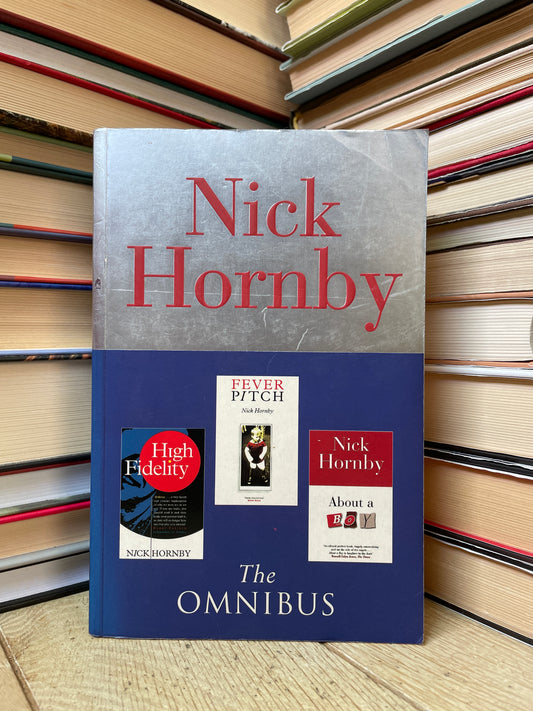 Nick
Hornby
FEVER
PITCH
Nick Hornby
High
Fidelity
NICK HORNBY
Nick
Hornby
About a
BOY
The
OMNIBUS